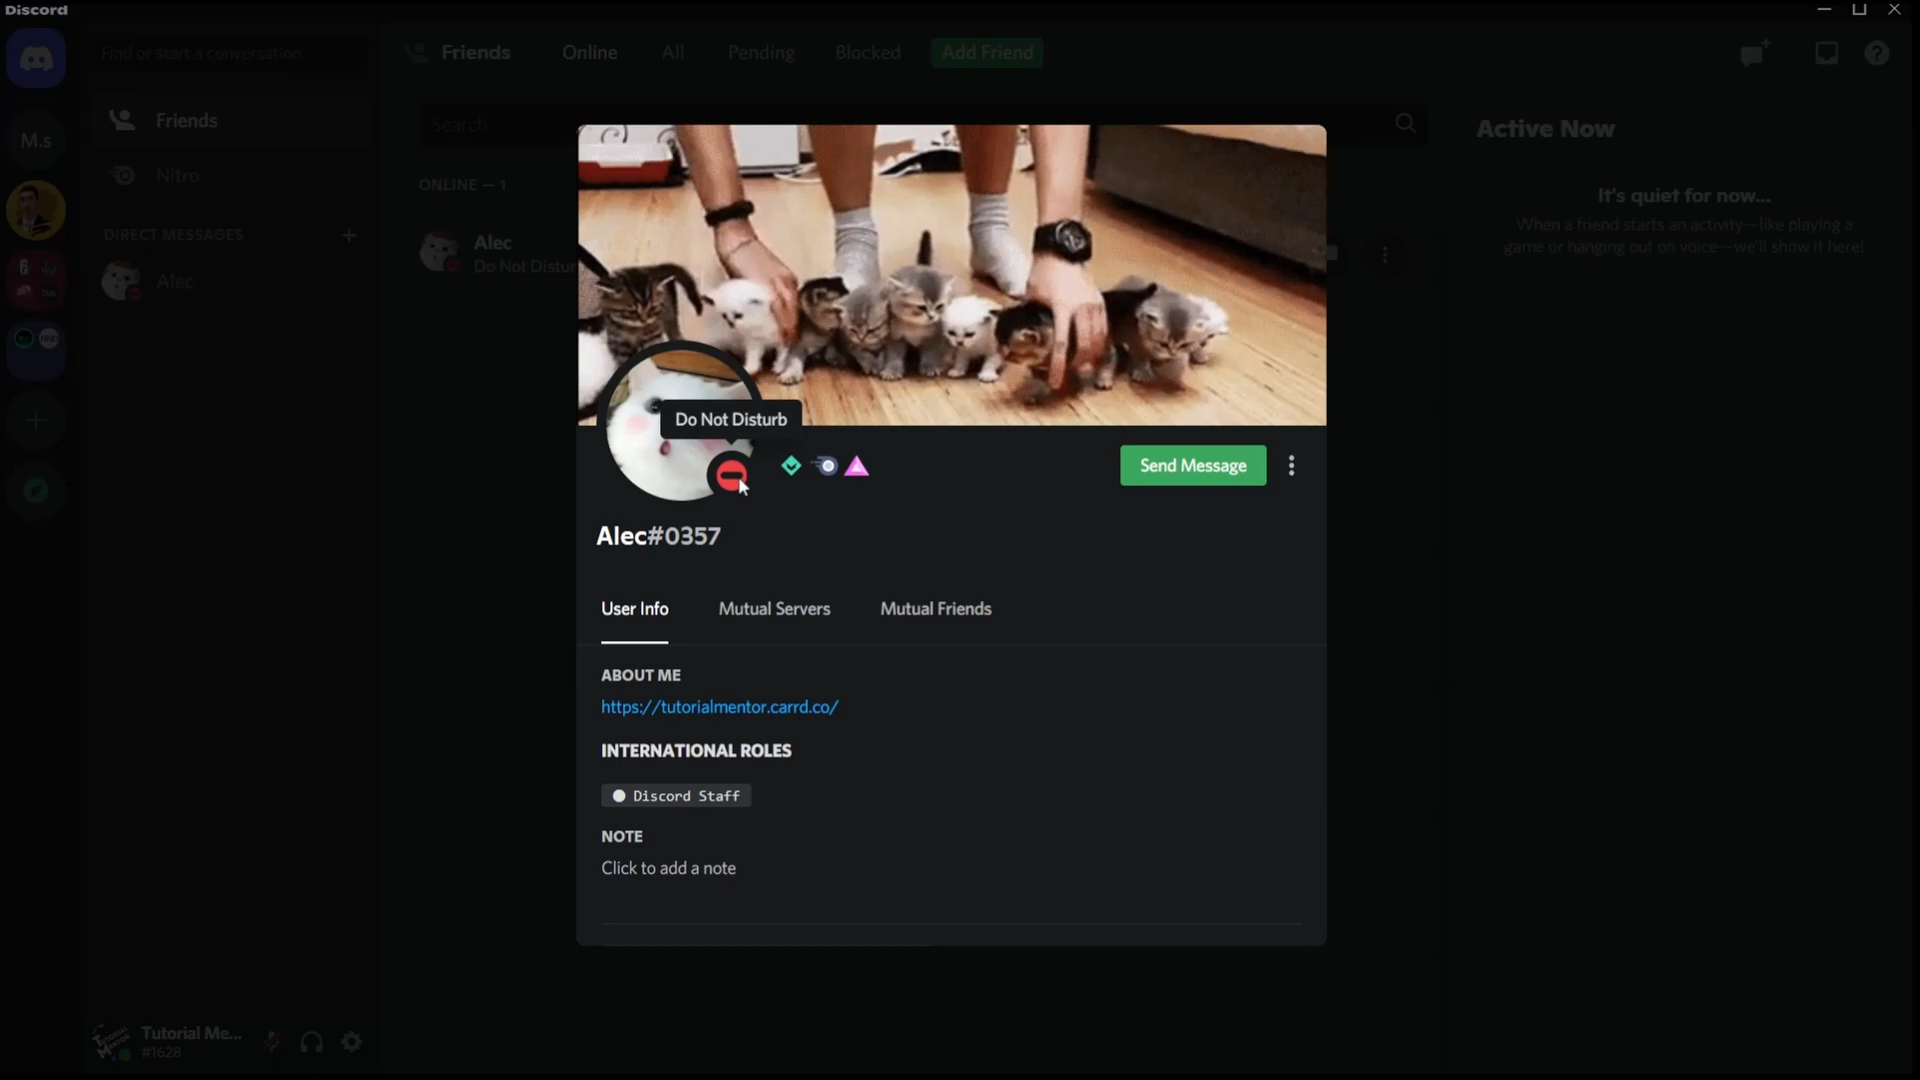 Discord
Find or start a conversation
Friends
Online
All
Pending
Blocked
Add Friend
M.s
Friends
Nitro
DIRECT MESSAGES
Alec
Search
ONLINE — 1
Alec
Do Not Distur
Active Now
It's quiet for now...
When a friend starts an activity—like playing a
game or hanging out on voice—we'll show it here!
Do Not Disturb
Send Message
Alec#0357
User Info
Mutual Servers
Mutual Friends
ABOUT ME
https://tutorialmentor.carrd.co/
INTERNATIONAL ROLES
Discord Staff
NOTE
Click to add a note
TUTORIAL
MENTOR
Tutorial Me...
#1628